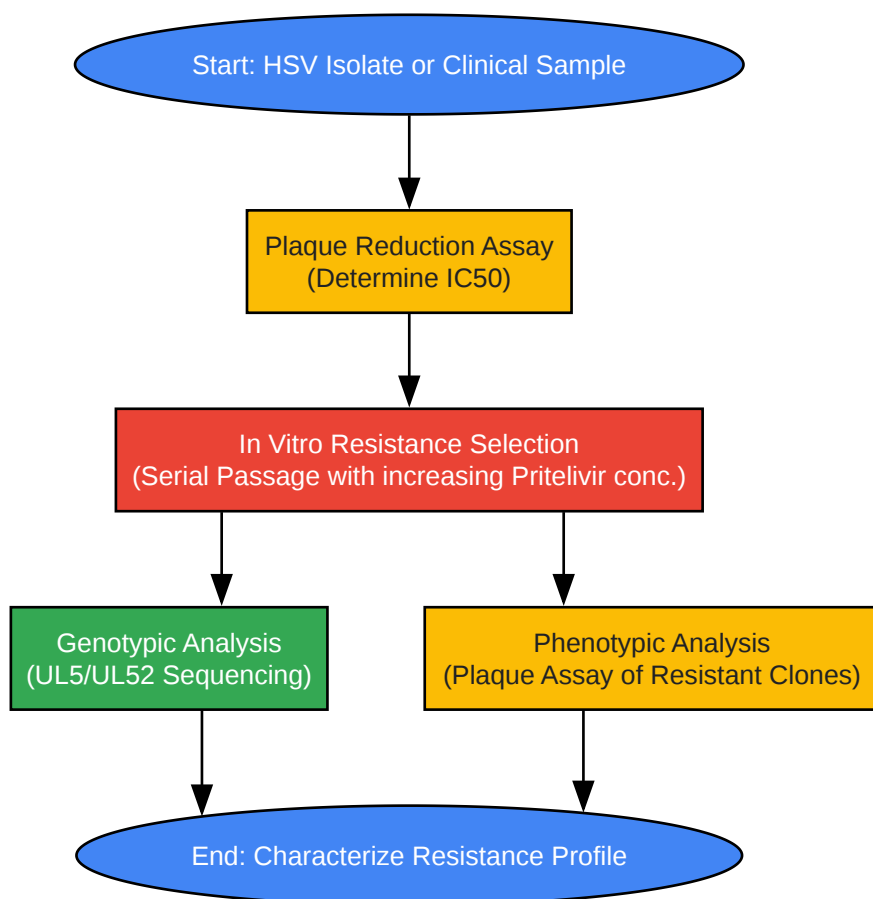 Start: HSV Isolate or Clinical Sample
Plaque Reduction Assay
(Determine IC50)
In Vitro Resistance Selection
(Serial Passage with increasing Pritelivir conc.)
Genotypic Analysis
(UL5/UL52 Sequencing)
Phenotypic Analysis
(Plaque Assay of Resistant Clones)
End: Characterize Resistance Profile